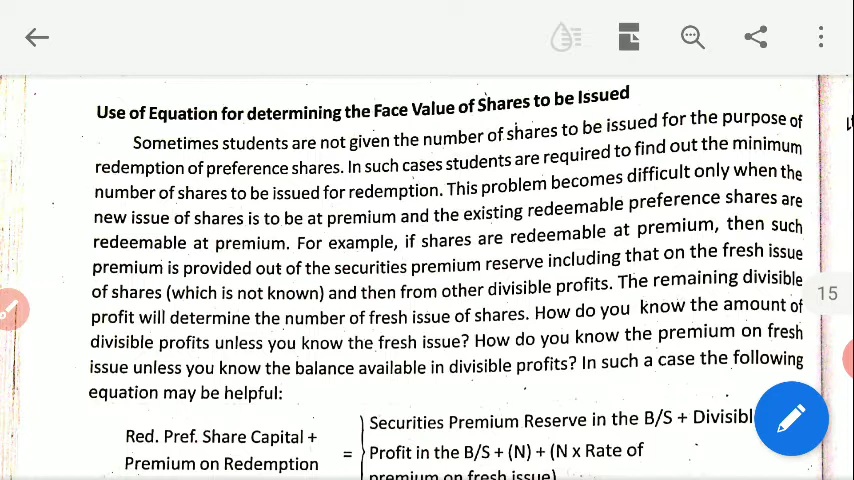 Use of Equation for determining the Face Value of Shares to be Issued
Sometimes students are not given the number of shares to be issued for the purpose of
redemption of preference shares. In such cases students are required to find out the minimum
number of shares to be issued for redemption. This problem becomes difficult only when the
new issue of shares is to be at premium and the existing redeemable preference shares are
redeemable at premium. For example, if shares are redeemable at premium, then such
premium is provided out of the securities premium reserve including that on the fresh issue
of shares (which is not known) and then from other divisible profits. The remaining divisible
15
profit will determine the number of fresh issue of shares. How do you know the amount of
divisible profits unless you know the fresh issue? How do you know the premium on fresh
issue unless you know the balance available in divisible profits? In such a case the following
equation may be helpful:
Red. Pref. Share Capital +
Premium on Redemption
=
Securities Premium Reserve in the B/S + Divisibl
Profit in the B/S + (N) + (N x Rate of
premium on fresh issue)